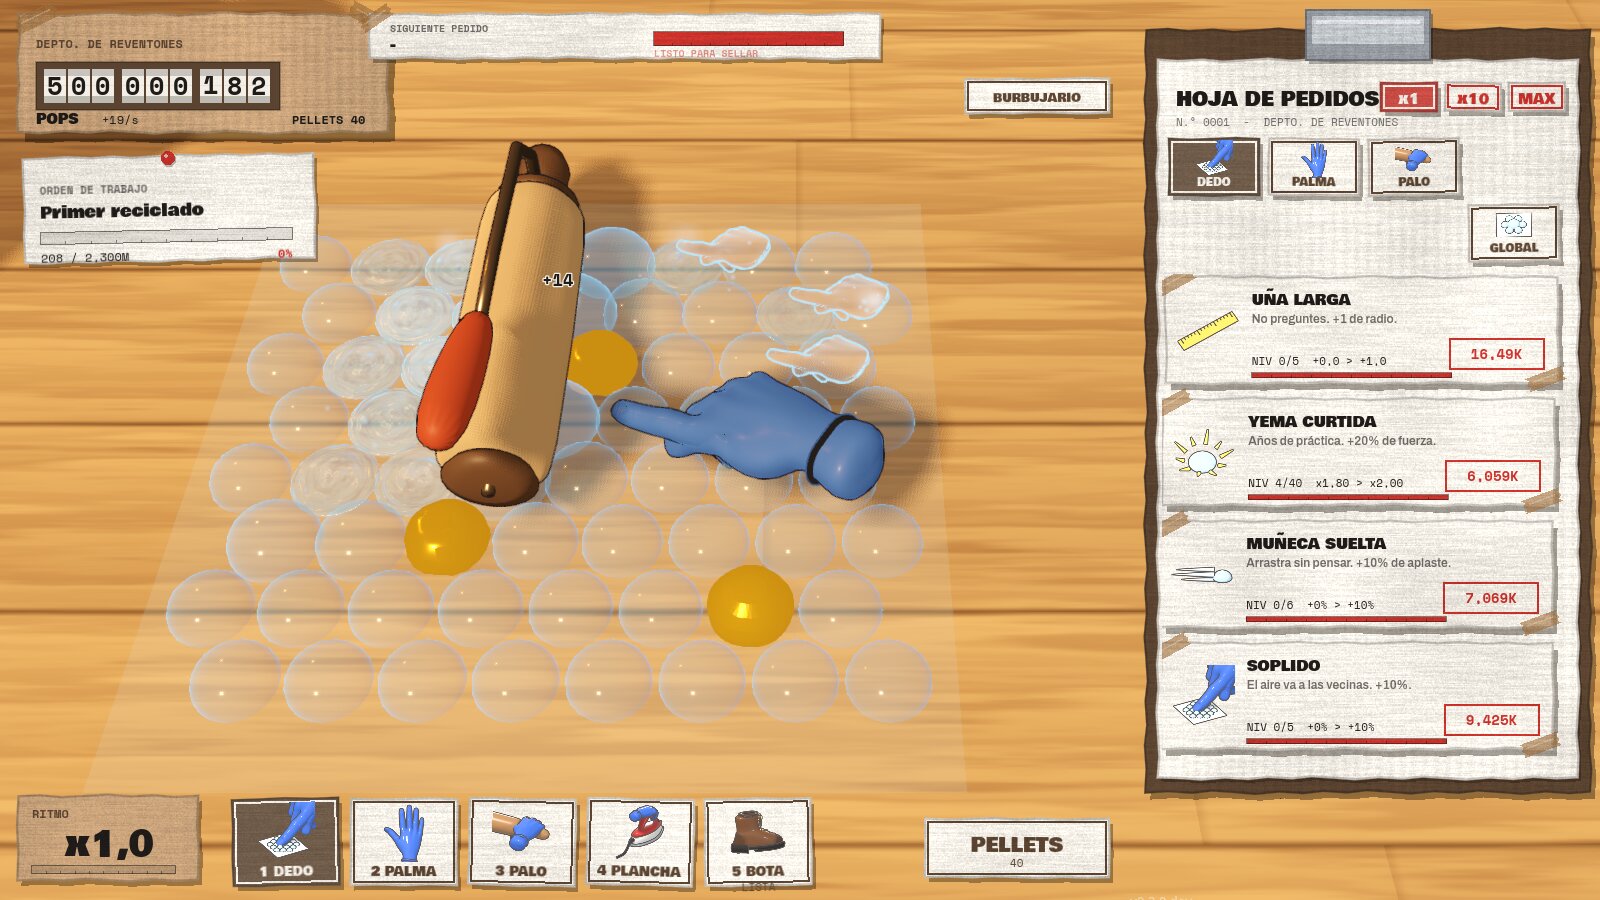 DEPTO. DE REVENTONES
500 000 182
POPS +19/s PELLETS 40
SIGUIENTE PEDIDO
-
LISTO PARA SELLAR
BURBUJARIO
ORDEN DE TRABAJO
Primer reciclado
0%
208 / 2,300M
+14
HOJA DE PEDIDOS x1 x10 MAX
N.° 0001 - DEPTO. DE REVENTONES
DEDO PALMA PALO
GLOBAL
UÑA LARGA
No preguntes. +1 de radio.
NIV 0/5 +0,0 > +1,0 16,49K
YEMA CURTIDA
Años de práctica. +20% de fuerza.
NIV 4/40 x1,80 > x2,00 6,059K
MUÑECA SUELTA
Arrastra sin pensar. +10% de aplaste.
NIV 0/6 +0% > +10% 7,069K
SOPLIDO
El aire va a las vecinas. +10%.
NIV 0/5 +0% > +10% 9,425K
RITMO
x1,0
1 DEDO 2 PALMA 3 PALO 4 PLANCHA 5 BOTA
LISTA
PELLETS
40